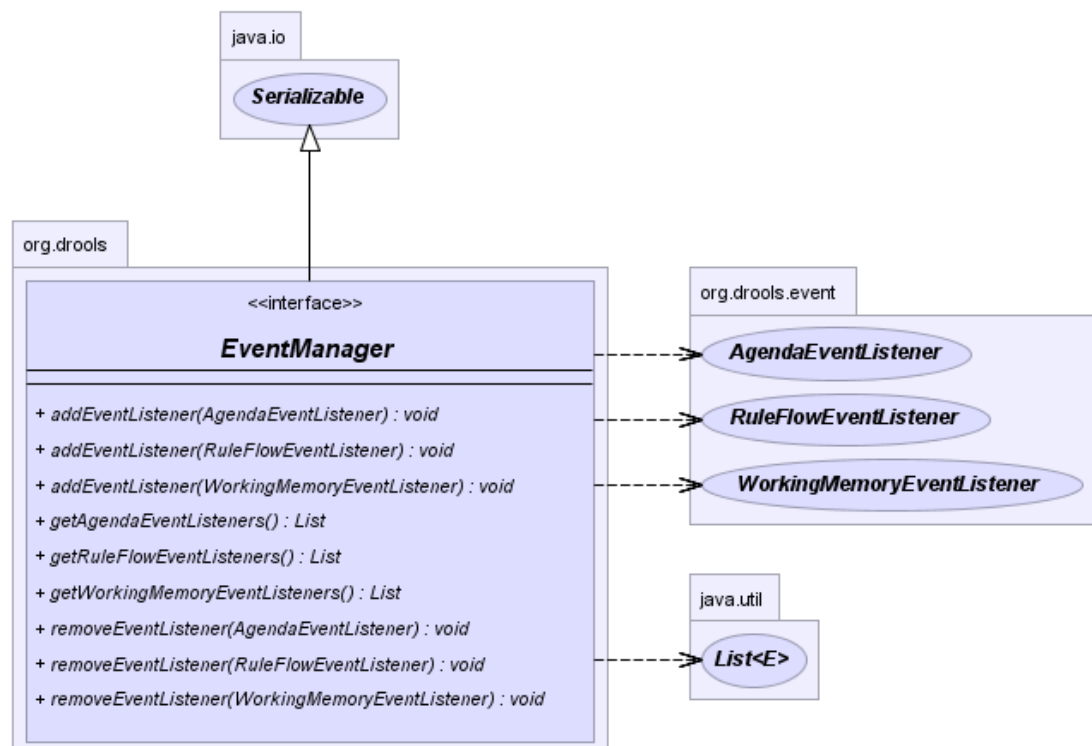 java.io
Serializable
org.drools
<<interface>>
EventManager
+ addEventListener(AgendaEventListener) : void
+ addEventListener(RuleFlowEventListener) : void
+ addEventListener(WorkingMemoryEventListener) : void
+ getAgendaEventListeners() : List
+ getRuleFlowEventListeners() : List
+ getWorkingMemoryEventListeners() : List
+ removeEventListener(AgendaEventListener) : void
+ removeEventListener(RuleFlowEventListener) : void
+ removeEventListener(WorkingMemoryEventListener) : void
org.drools.event
AgendaEventListener
RuleFlowEventListener
WorkingMemoryEventListener
java.util
List<E>